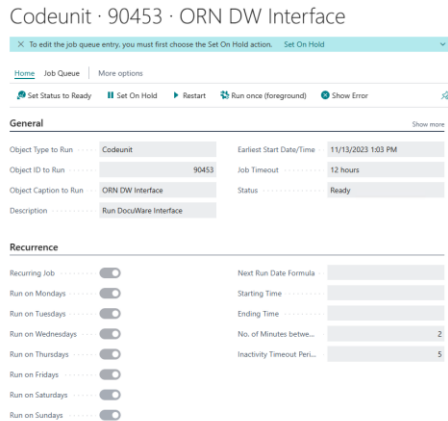 Codeunit · 90453 · ORN DW Interface
To edit the job queue entry, you must first choose the Set On Hold action. Set On Hold
Home Job Queue More options
Set Status to Ready Set On Hold Restart Run once (foreground) Show Error
General Show more
Object Type to Run Codeunit Earliest Start Date/Time 11/13/2023 1:03 PM
Object ID to Run 90453 Job Timeout 12 hours
Object Caption to Run ORN DW Interface Status Ready
Description Run DocuWare Interface
Recurrence
Recurring Job Next Run Date Formula
Run on Mondays Starting Time
Run on Tuesdays Ending Time
Run on Wednesdays No. of Minutes betwe... 2
Run on Thursdays Inactivity Timeout Peri... 5
Run on Fridays
Run on Saturdays
Run on Sundays